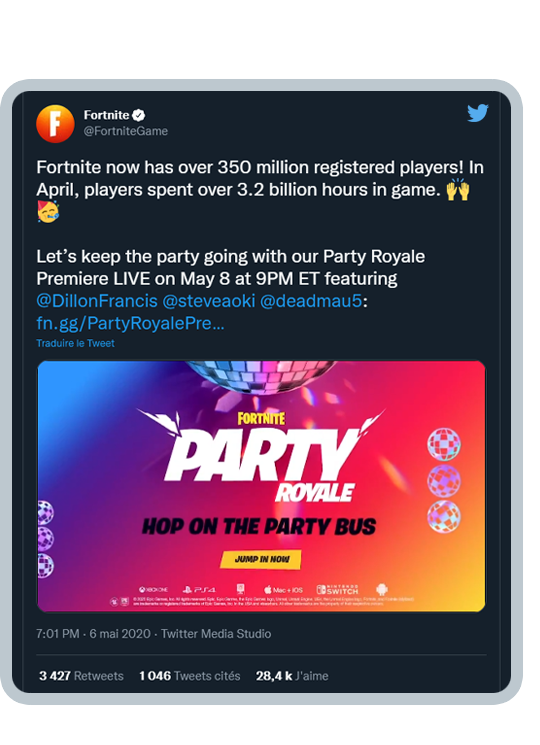 Fortnite
@FortniteGame
Fortnite now has over 350 million registered players! In
April, players spent over 3.2 billion hours in game. 🙌
🥳
Let's keep the party going with our Party Royale
Premiere LIVE on May 8 at 9PM ET featuring
@DillonFrancis @steveaoki @deadmau5:
fn.gg/PartyRoyalePre...
Traduire le Tweet
FORTNITE
PARTY
ROYALE
HOP ON THE PARTY BUS
JUMP IN NOW
XBOX ONE PS4 Mac + iOS NINTENDO SWITCH
7:01 PM · 6 mai 2020 · Twitter Media Studio
3 427 Retweets 1 046 Tweets cités 28,4 k J'aime